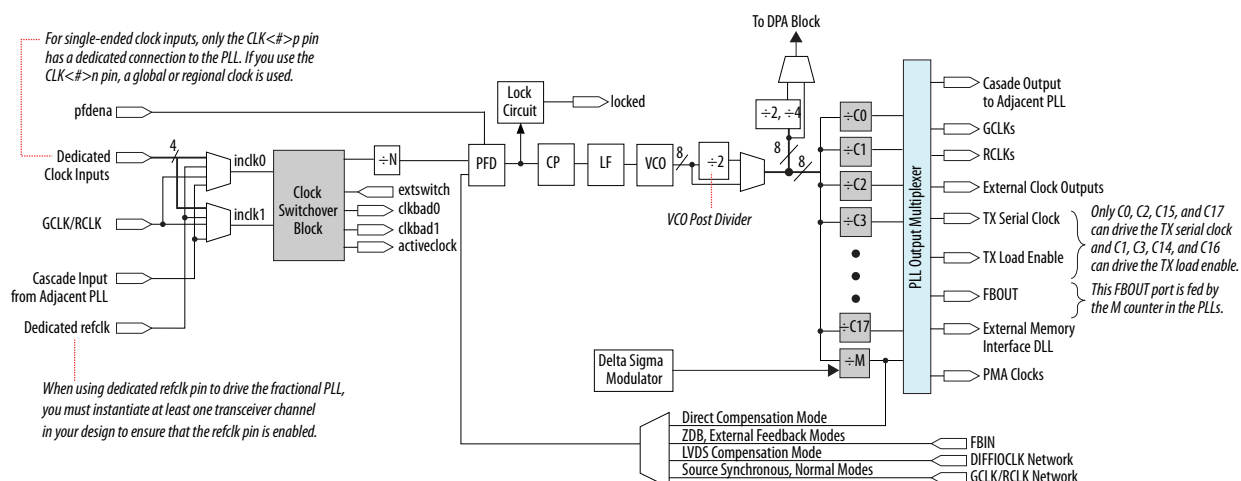 To DPA Block
For single-ended clock inputs, only the CLK<#>p pin
has a dedicated connection to the PLL. If you use the
CLK<#>n pin, a global or regional clock is used.
pfdena
Lock
Circuit
locked
÷2, ÷4
Casade Output
to Adjacent PLL
÷C0
4
Dedicated
Clock Inputs
inclk0
÷N
PFD
CP
LF
VCO
8
÷2
8
8
÷C1
GCLKs
RCLKs
Clock
Switchover
Block
extswitch
clkbad0
clkbad1
activeclock
VCO Post Divider
÷C2
External Clock Outputs
GCLK/RCLK
inclk1
÷C3
PLL Output Multiplexer
TX Serial Clock
TX Load Enable
Only C0, C2, C15, and C17
can drive the TX serial clock
and C1, C3, C14, and C16
can drive the TX load enable.
Cascade Input
from Adjacent PLL
FBOUT
This FBOUT port is fed by
the M counter in the PLLs.
Dedicated refclk
÷C17
External Memory
Interface DLL
Delta Sigma
Modulator
÷M
PMA Clocks
When using dedicated refclk pin to drive the fractional PLL,
you must instantiate at least one transceiver channel
in your design to ensure that the refclk pin is enabled.
Direct Compensation Mode
ZDB, External Feedback Modes
FBIN
LVDS Compensation Mode
DIFFIOCLK Network
Source Synchronous, Normal Modes
GCLK/RCLK Network